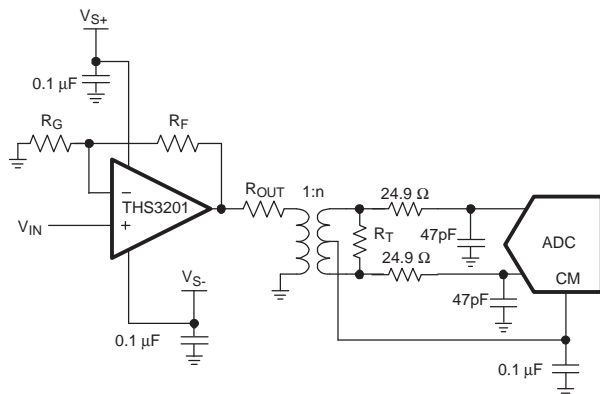 VS+
0.1 µF
RG
RF
1:n
24.9 Ω
ROUT
THS3201
−
+
VIN
RT
47pF
ADC
24.9 Ω
CM
VS-
47pF
0.1 µF
0.1 µF